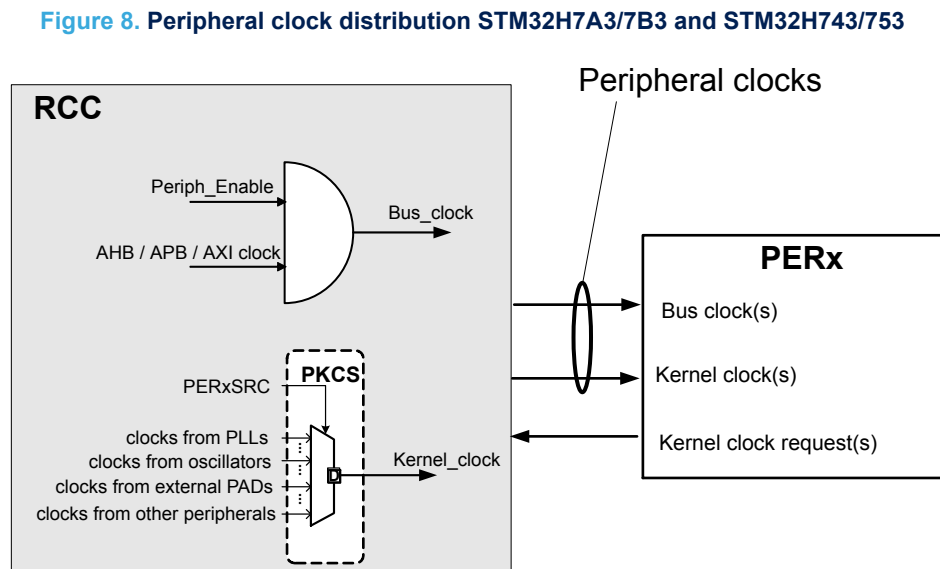 Figure 8. Peripheral clock distribution STM32H7A3/7B3 and STM32H743/753
Peripheral clocks
RCC
Periph_Enable
Bus_clock
AHB / APB / AXI clock
PERx
Bus clock(s)
Kernel clock(s)
Kernel clock request(s)
PKCS
PERxSRC
clocks from PLLs
clocks from oscillators
clocks from external PADs
clocks from other peripherals
D
Kernel_clock